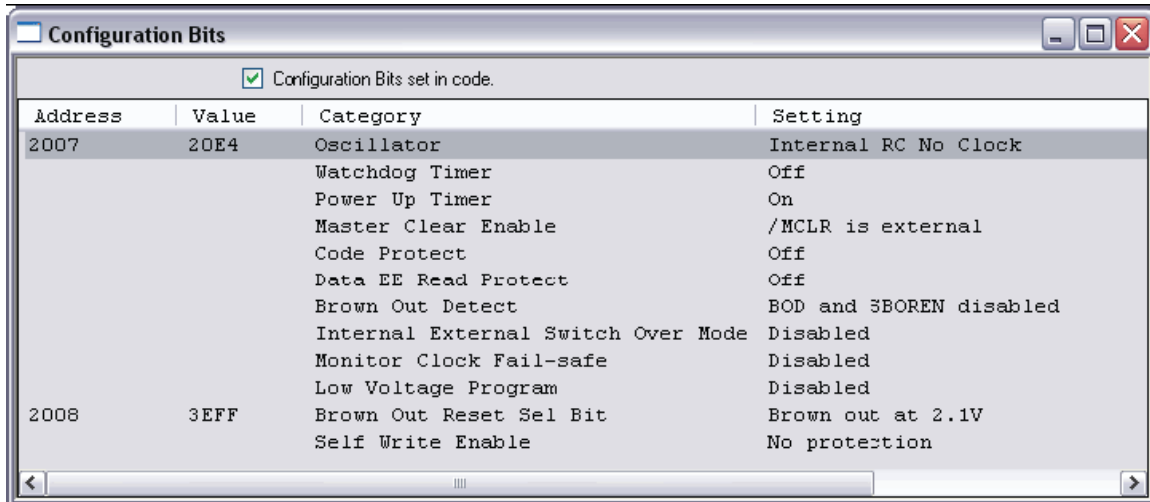 Configuration Bits
Configuration Bits set in code.
Address Value Category Setting
2007 20E4 Oscillator Internal RC No Clock
Watchdog Timer Off
Power Up Timer On
Master Clear Enable /MCLR is external
Code Protect Off
Data EE Read Protect Off
Brown Out Detect BOD and SBOREN disabled
Internal External Switch Over Mode Disabled
Monitor Clock Fail-safe Disabled
Low Voltage Program Disabled
2008 3EFF Brown Out Reset Sel Bit Brown out at 2.1V
Self Write Enable No protection